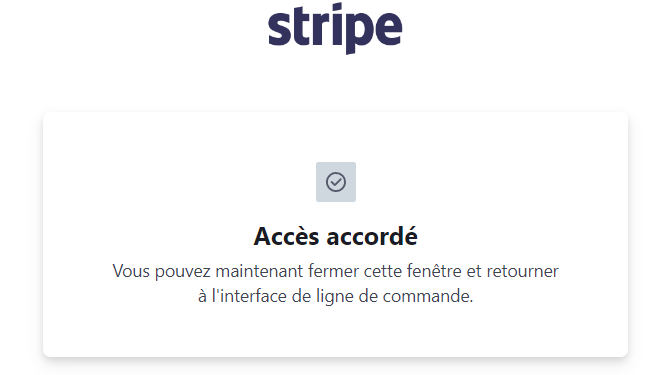 stripe
Accès accordé
Vous pouvez maintenant fermer cette fenêtre et retourner
à l'interface de ligne de commande.